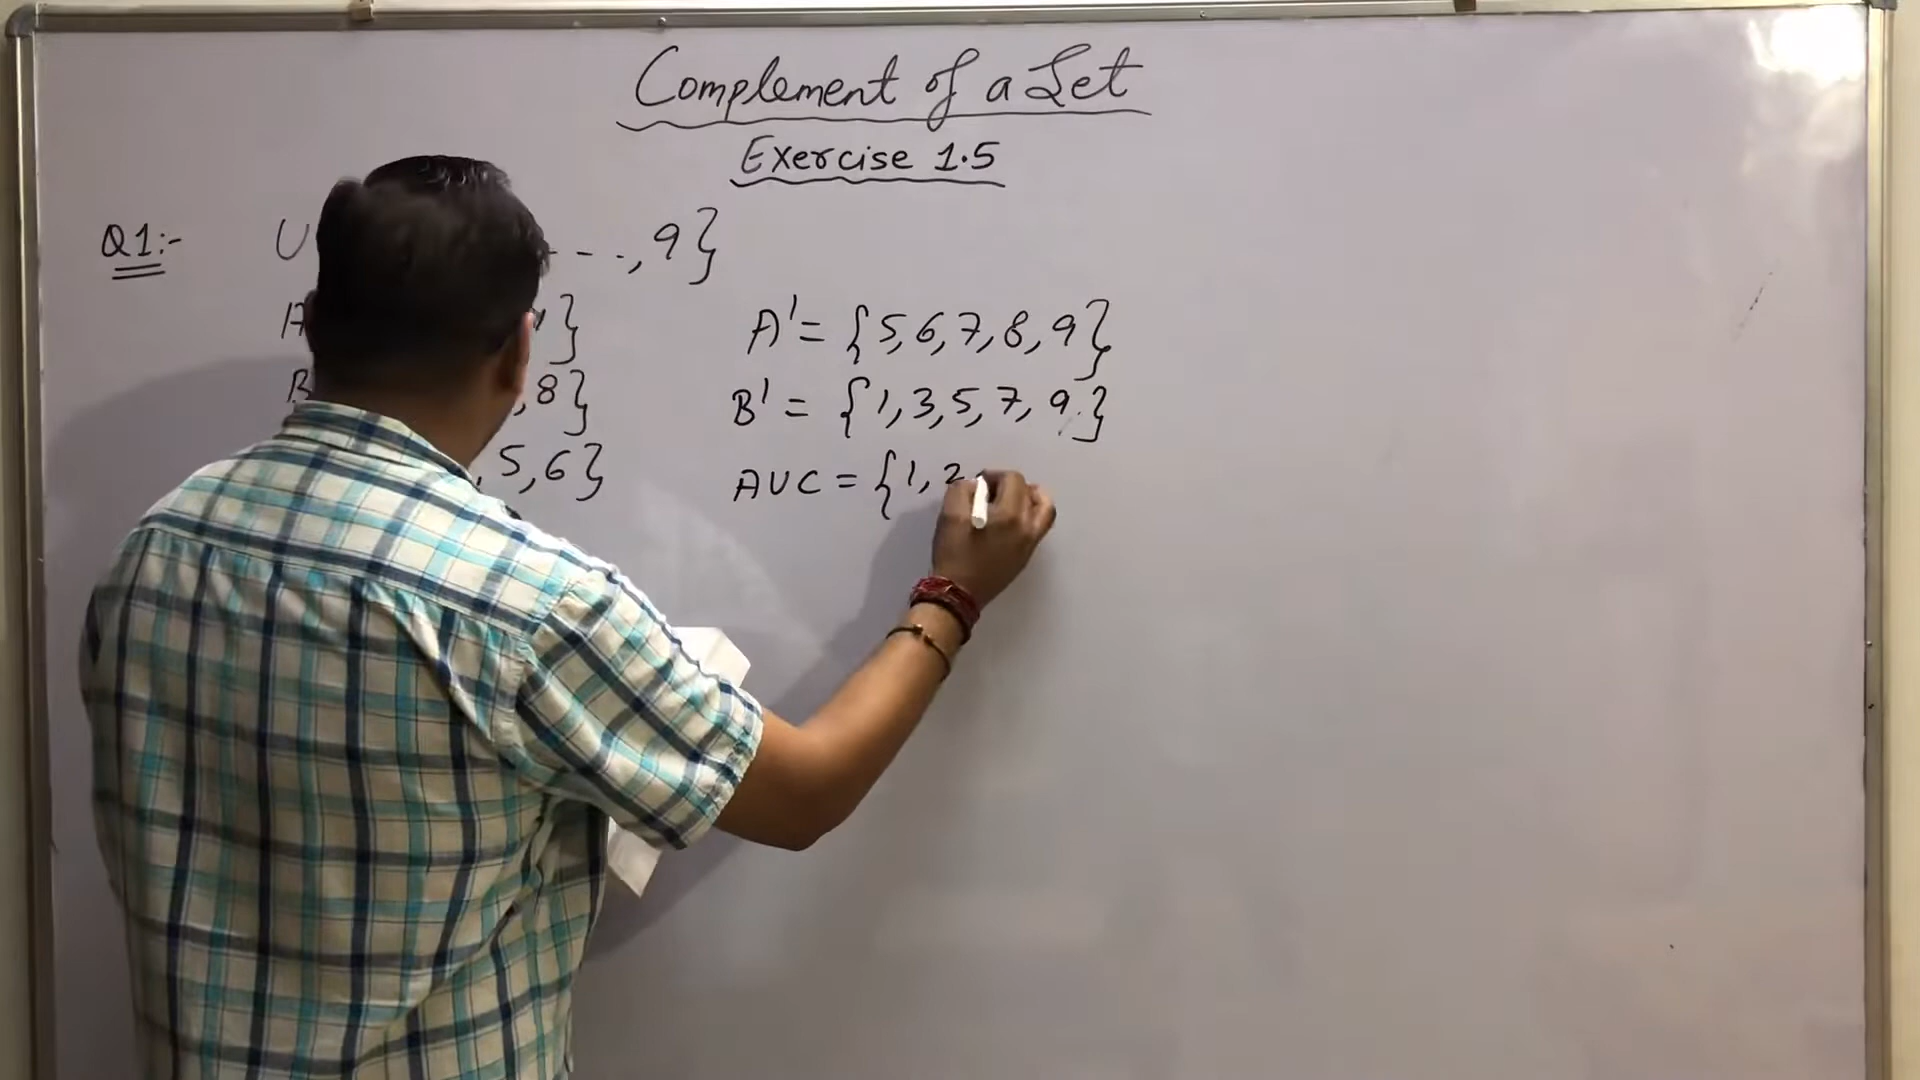 Complement of a Set
Exercise 1.5
Q1:- U - - ..., 9}
A }
A' = {5, 6, 7, 8, 9}
B , 8}
B' = {1, 3, 5, 7, 9.}
, 5, 6}
A∪C = {1, 2